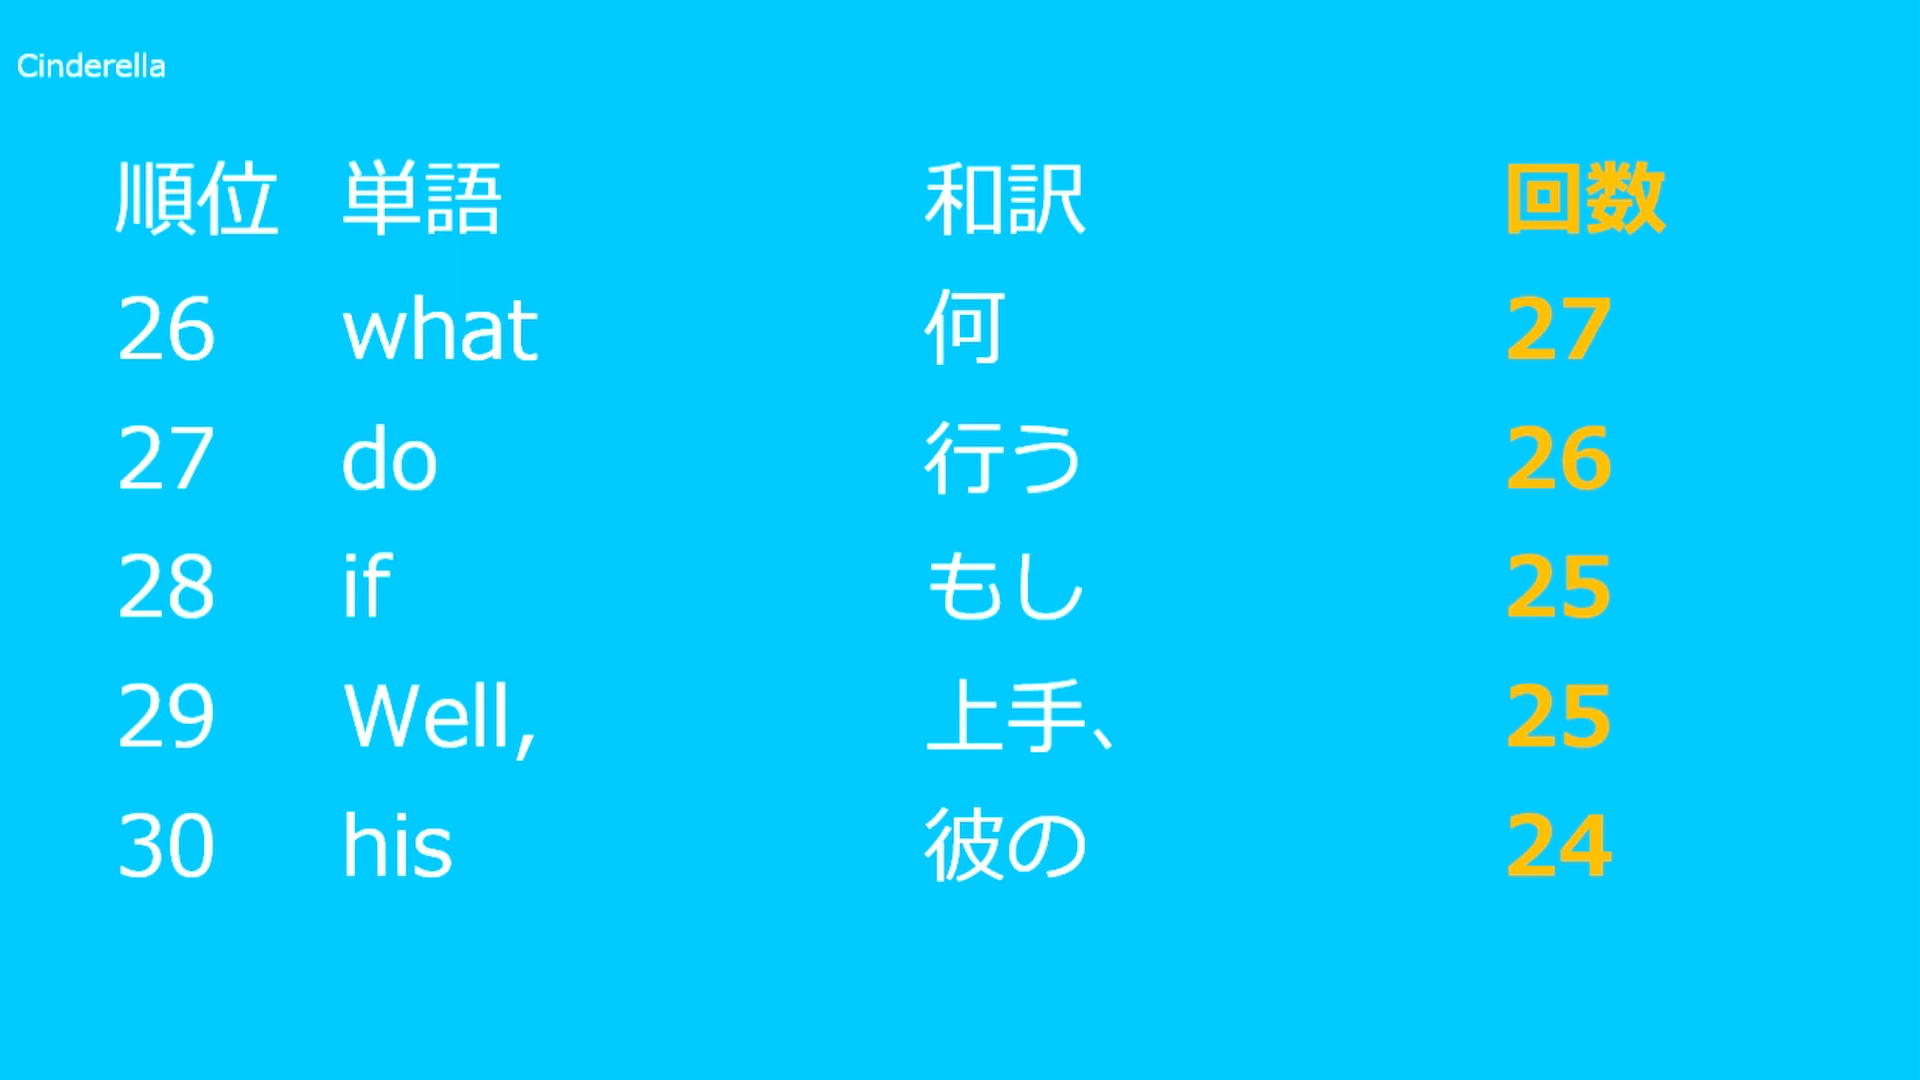 Cinderella
順位 単語 和訳 回数
26 what 何 27
27 do 行う 26
28 if もし 25
29 Well, 上手、 25
30 his 彼の 24